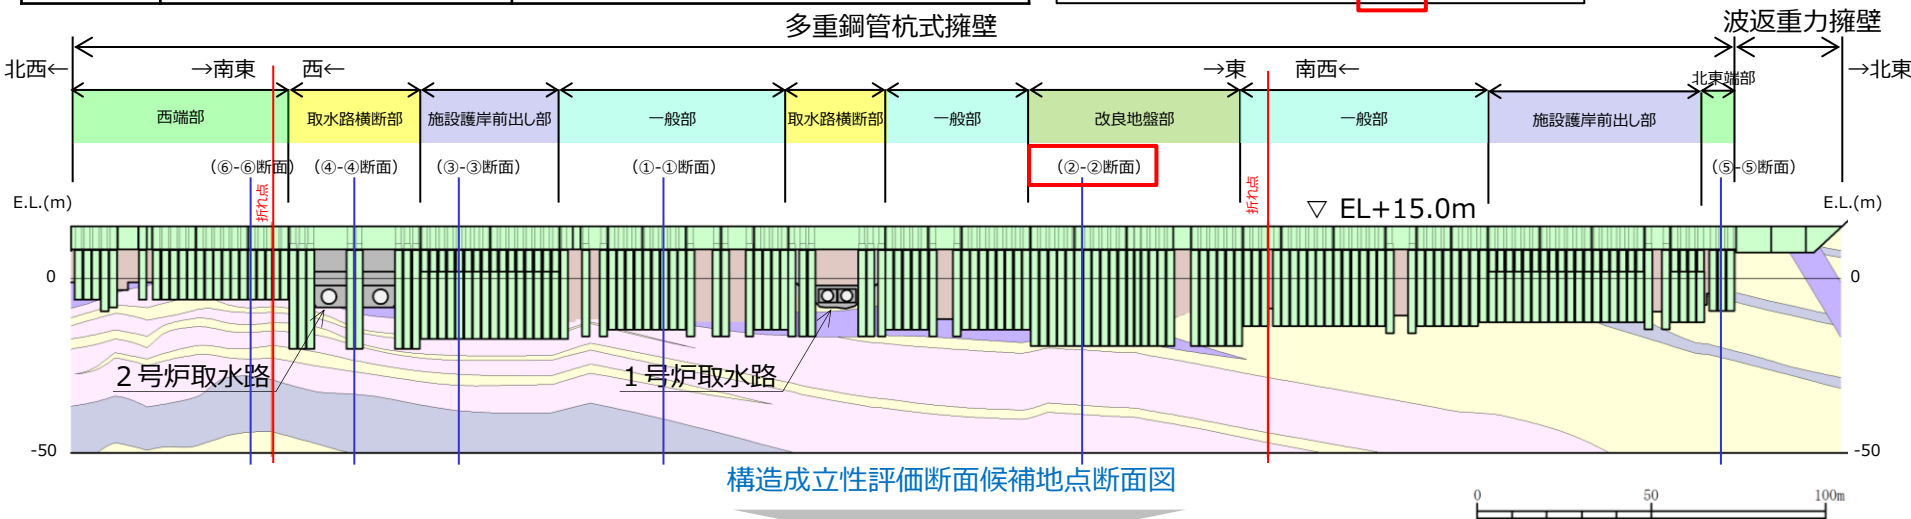 多重鋼管杭式擁壁
波返重力擁壁
北西←
→南東
西←
→東
南西←
→北東
西端部
取水路横断部
施設護岸前出し部
一般部
取水路横断部
一般部
改良地盤部
一般部
施設護岸前出し部
北東端部
(⑥-⑥断面)
(④-④断面)
(③-③断面)
(①-①断面)
(②-②断面)
(⑤-⑤断面)
折れ点
折れ点
E.L.(m)
▽ EL+15.0m
E.L.(m)
0
0
2号炉取水路
1号炉取水路
-50
-50
構造成立性評価断面候補地点断面図
0
50
100m